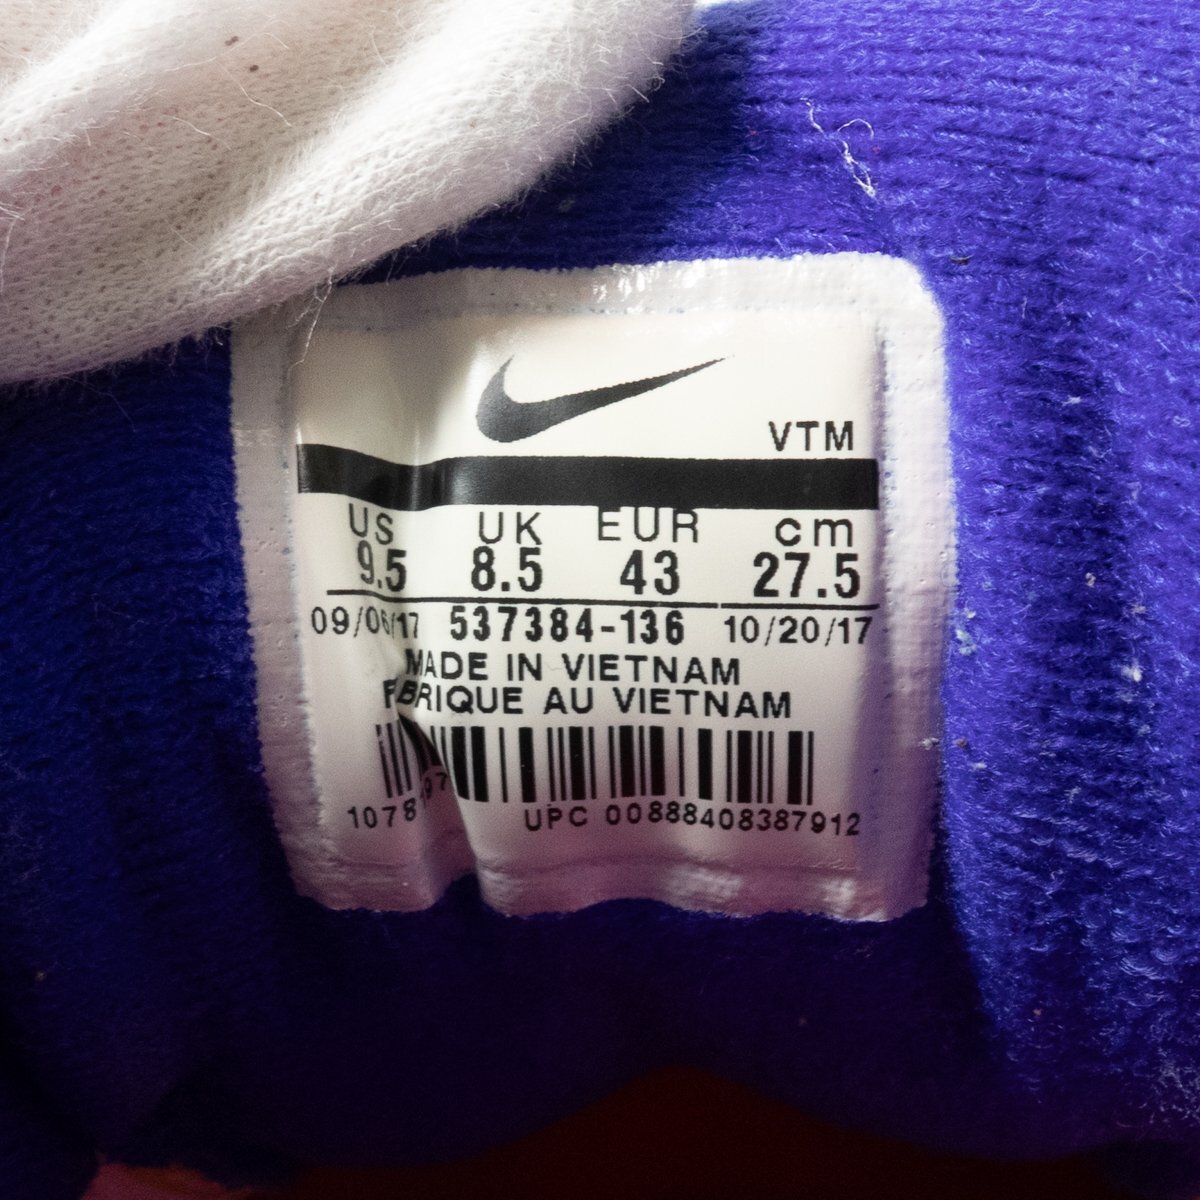 VTM
US UK EUR cm
9.5 8.5 43 27.5
09/06/17 537384-136 10/20/17
MADE IN VIETNAM
FABRIQUE AU VIETNAM
UPC 00888408387912